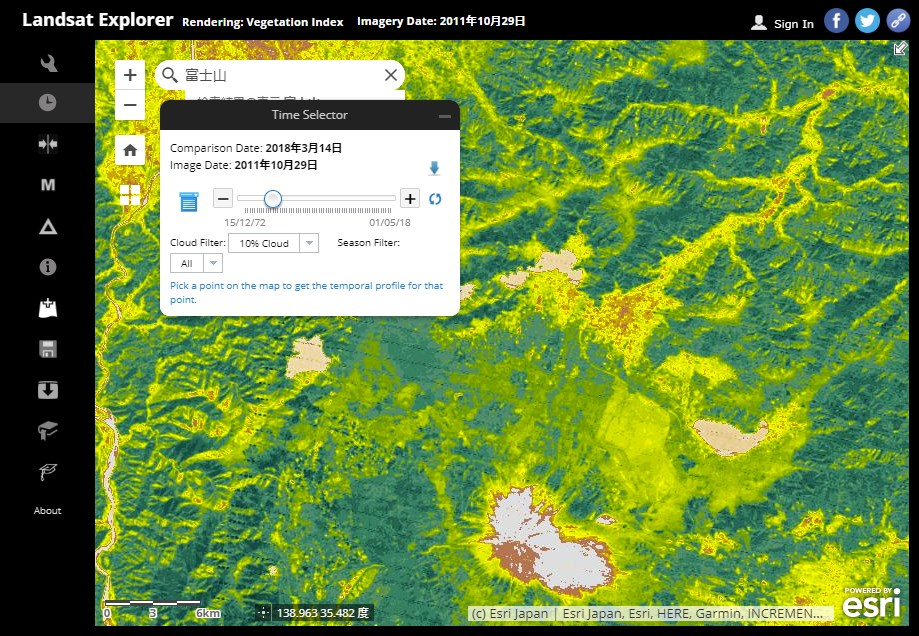 Landsat Explorer Rendering: Vegetation Index Imagery Date: 2011年10月29日 Sign In
富士山
Time Selector
Comparison Date: 2018年3月14日
Image Date: 2011年10月29日
15/12/72 01/05/18
Cloud Filter: 10% Cloud Season Filter:
All
Pick a point on the map to get the temporal profile for that
point.
M
About
0 3 6km
138.963 35.482 度
(c) Esri Japan | Esri Japan, Esri, HERE, Garmin, INCREMEN...
POWERED BY
esri